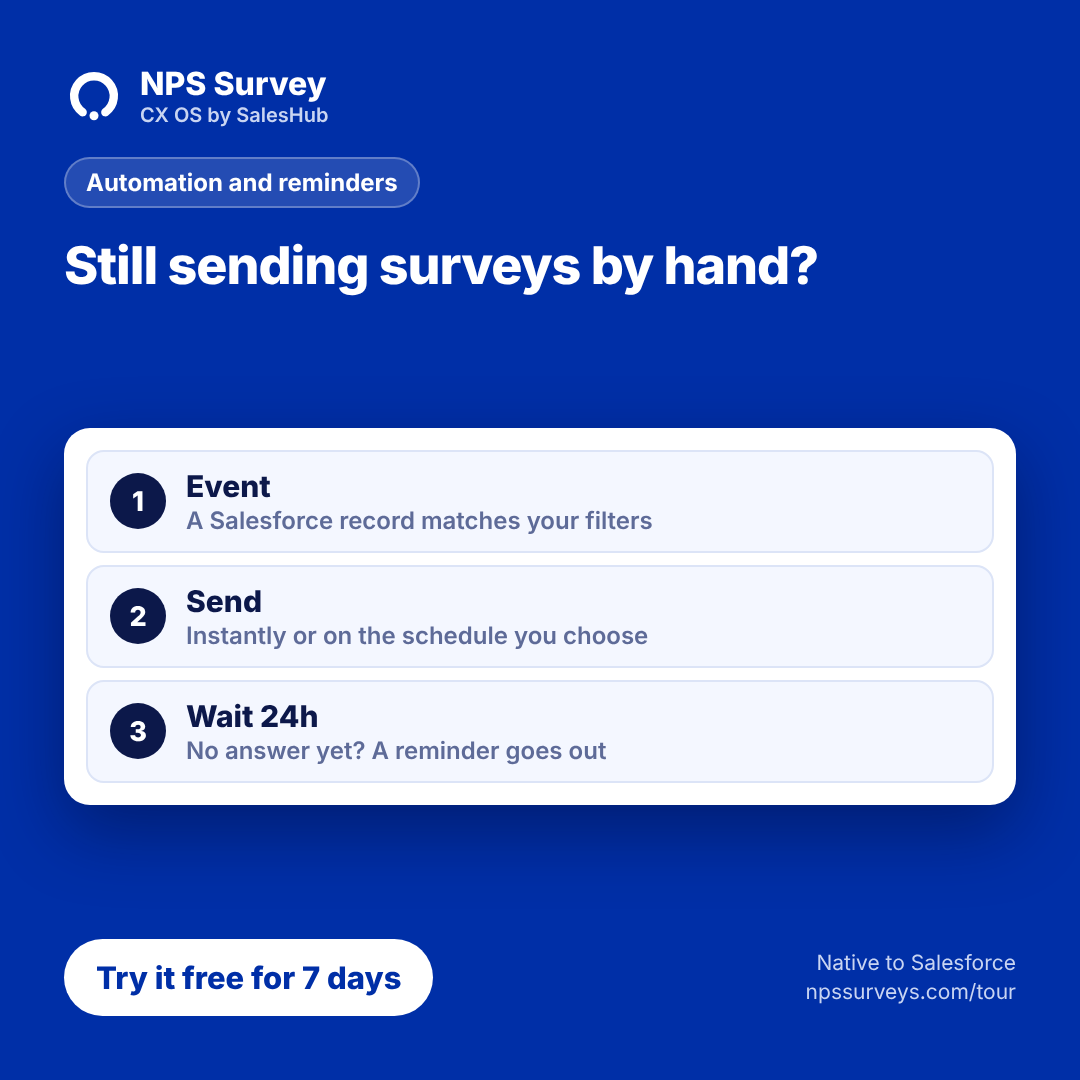 NPS Survey
CX OS by SalesHub
Automation and reminders
Still sending surveys by hand?
1
Event
A Salesforce record matches your filters
2
Send
Instantly or on the schedule you choose
3
Wait 24h
No answer yet? A reminder goes out
Try it free for 7 days
Native to Salesforce
npssurveys.com/tour